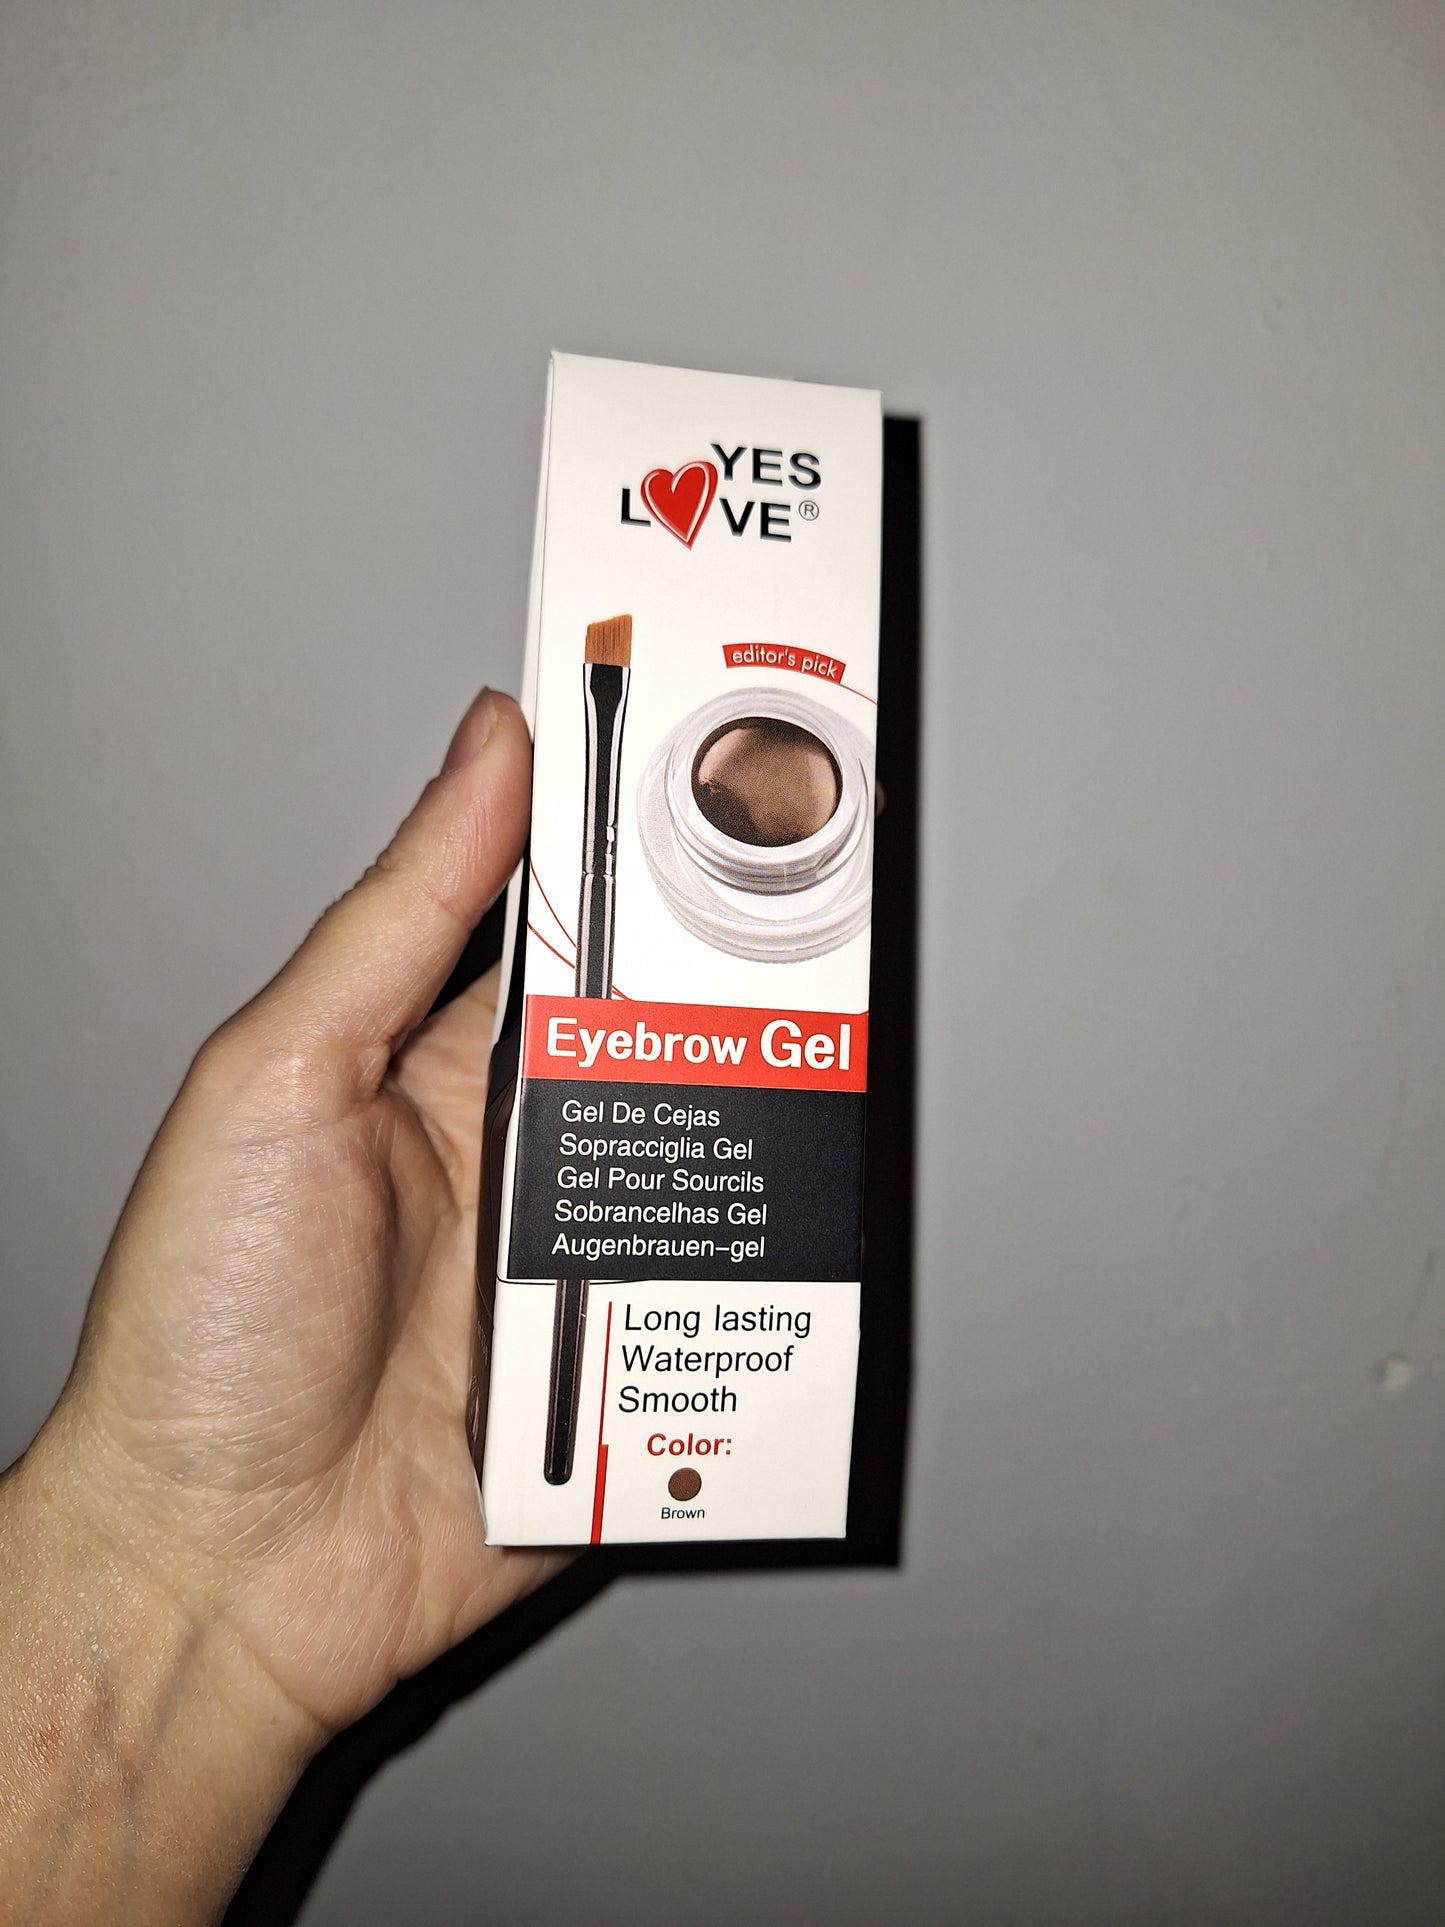 YES
LOVE®
editor's pick
Eyebrow Gel
Gel De Cejas
Sopracciglia Gel
Gel Pour Sourcils
Sobrancelhas Gel
Augenbrauen-gel
Long lasting
Waterproof
Smooth
Color:
Brown